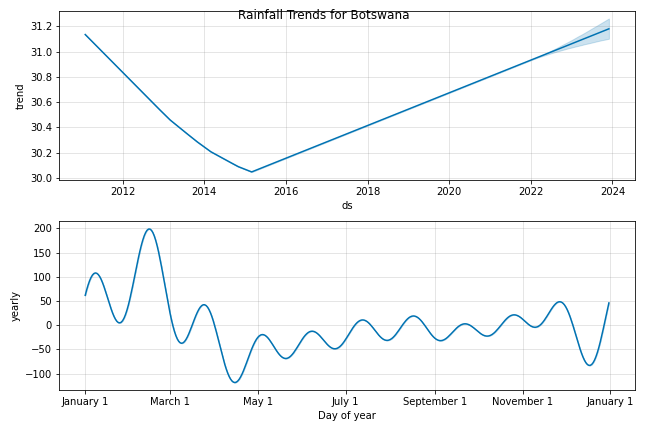 Rainfall Trends for Botswana
31.2
31.0
30.8
30.6
30.4
30.2
30.0
trend
2012 2014 2016 2018 2020 2022 2024
ds
200
150
100
50
0
−50
−100
yearly
January 1 March 1 May 1 July 1 September 1 November 1 January 1
Day of year